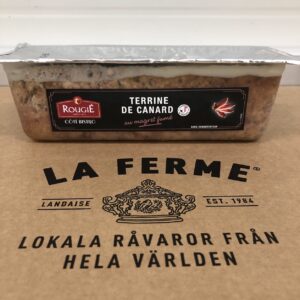 ROUGIÉ
CÔTÉ BISTRO
TERRINE
DE CANARD
au magret fumé
LA FERME®
LANDAISE
EST. 1984
LOKALA RÅVAROR FRÅN
HELA VÄRLDEN